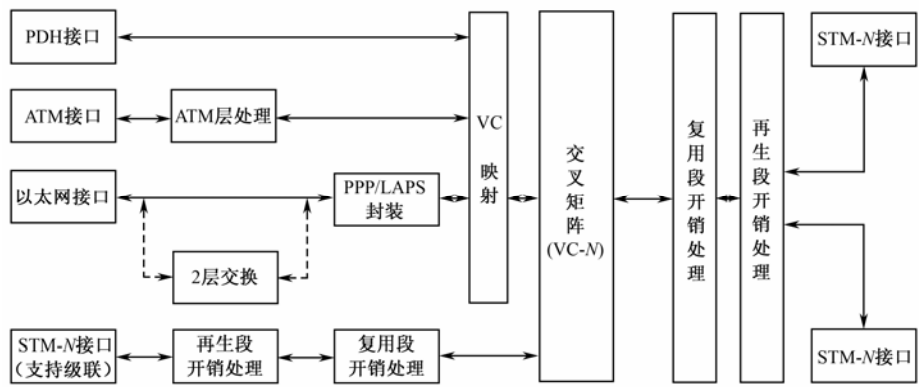 PDH接口
STM-N接口
ATM接口
ATM层处理
VC
映射
交叉矩阵
(VC-N)
复用段开销处理
再生段开销处理
以太网接口
PPP/LAPS
封装
2层交换
STM-N接口
(支持级联)
再生段
开销处理
复用段
开销处理
STM-N接口